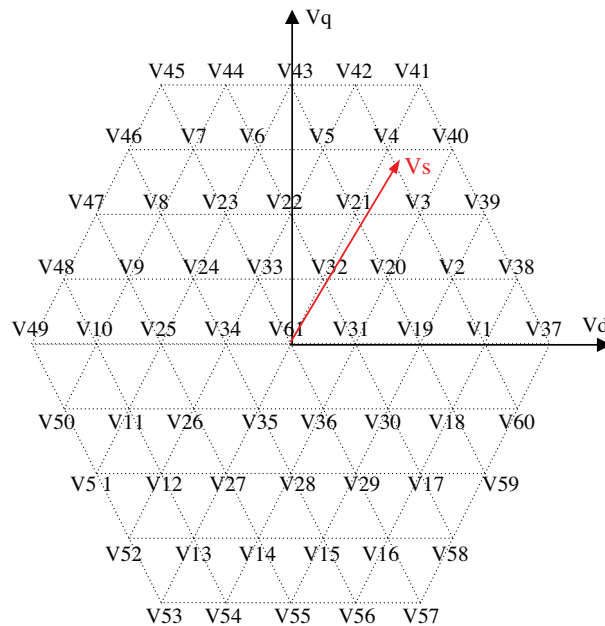 Vq
V45 V44 V43 V42 V41
V46 V7 V6 V5 V4 V40
Vs
V47 V8 V23 V22 V21 V3 V39
V48 V9 V24 V33 V32 V20 V2 V38
Vd
V49 V10 V25 V34 V61 V31 V19 V1 V37
V50 V11 V26 V35 V36 V30 V18 V60
V5 1 V12 V27 V28 V29 V17 V59
V52 V13 V14 V15 V16 V58
V53 V54 V55 V56 V57